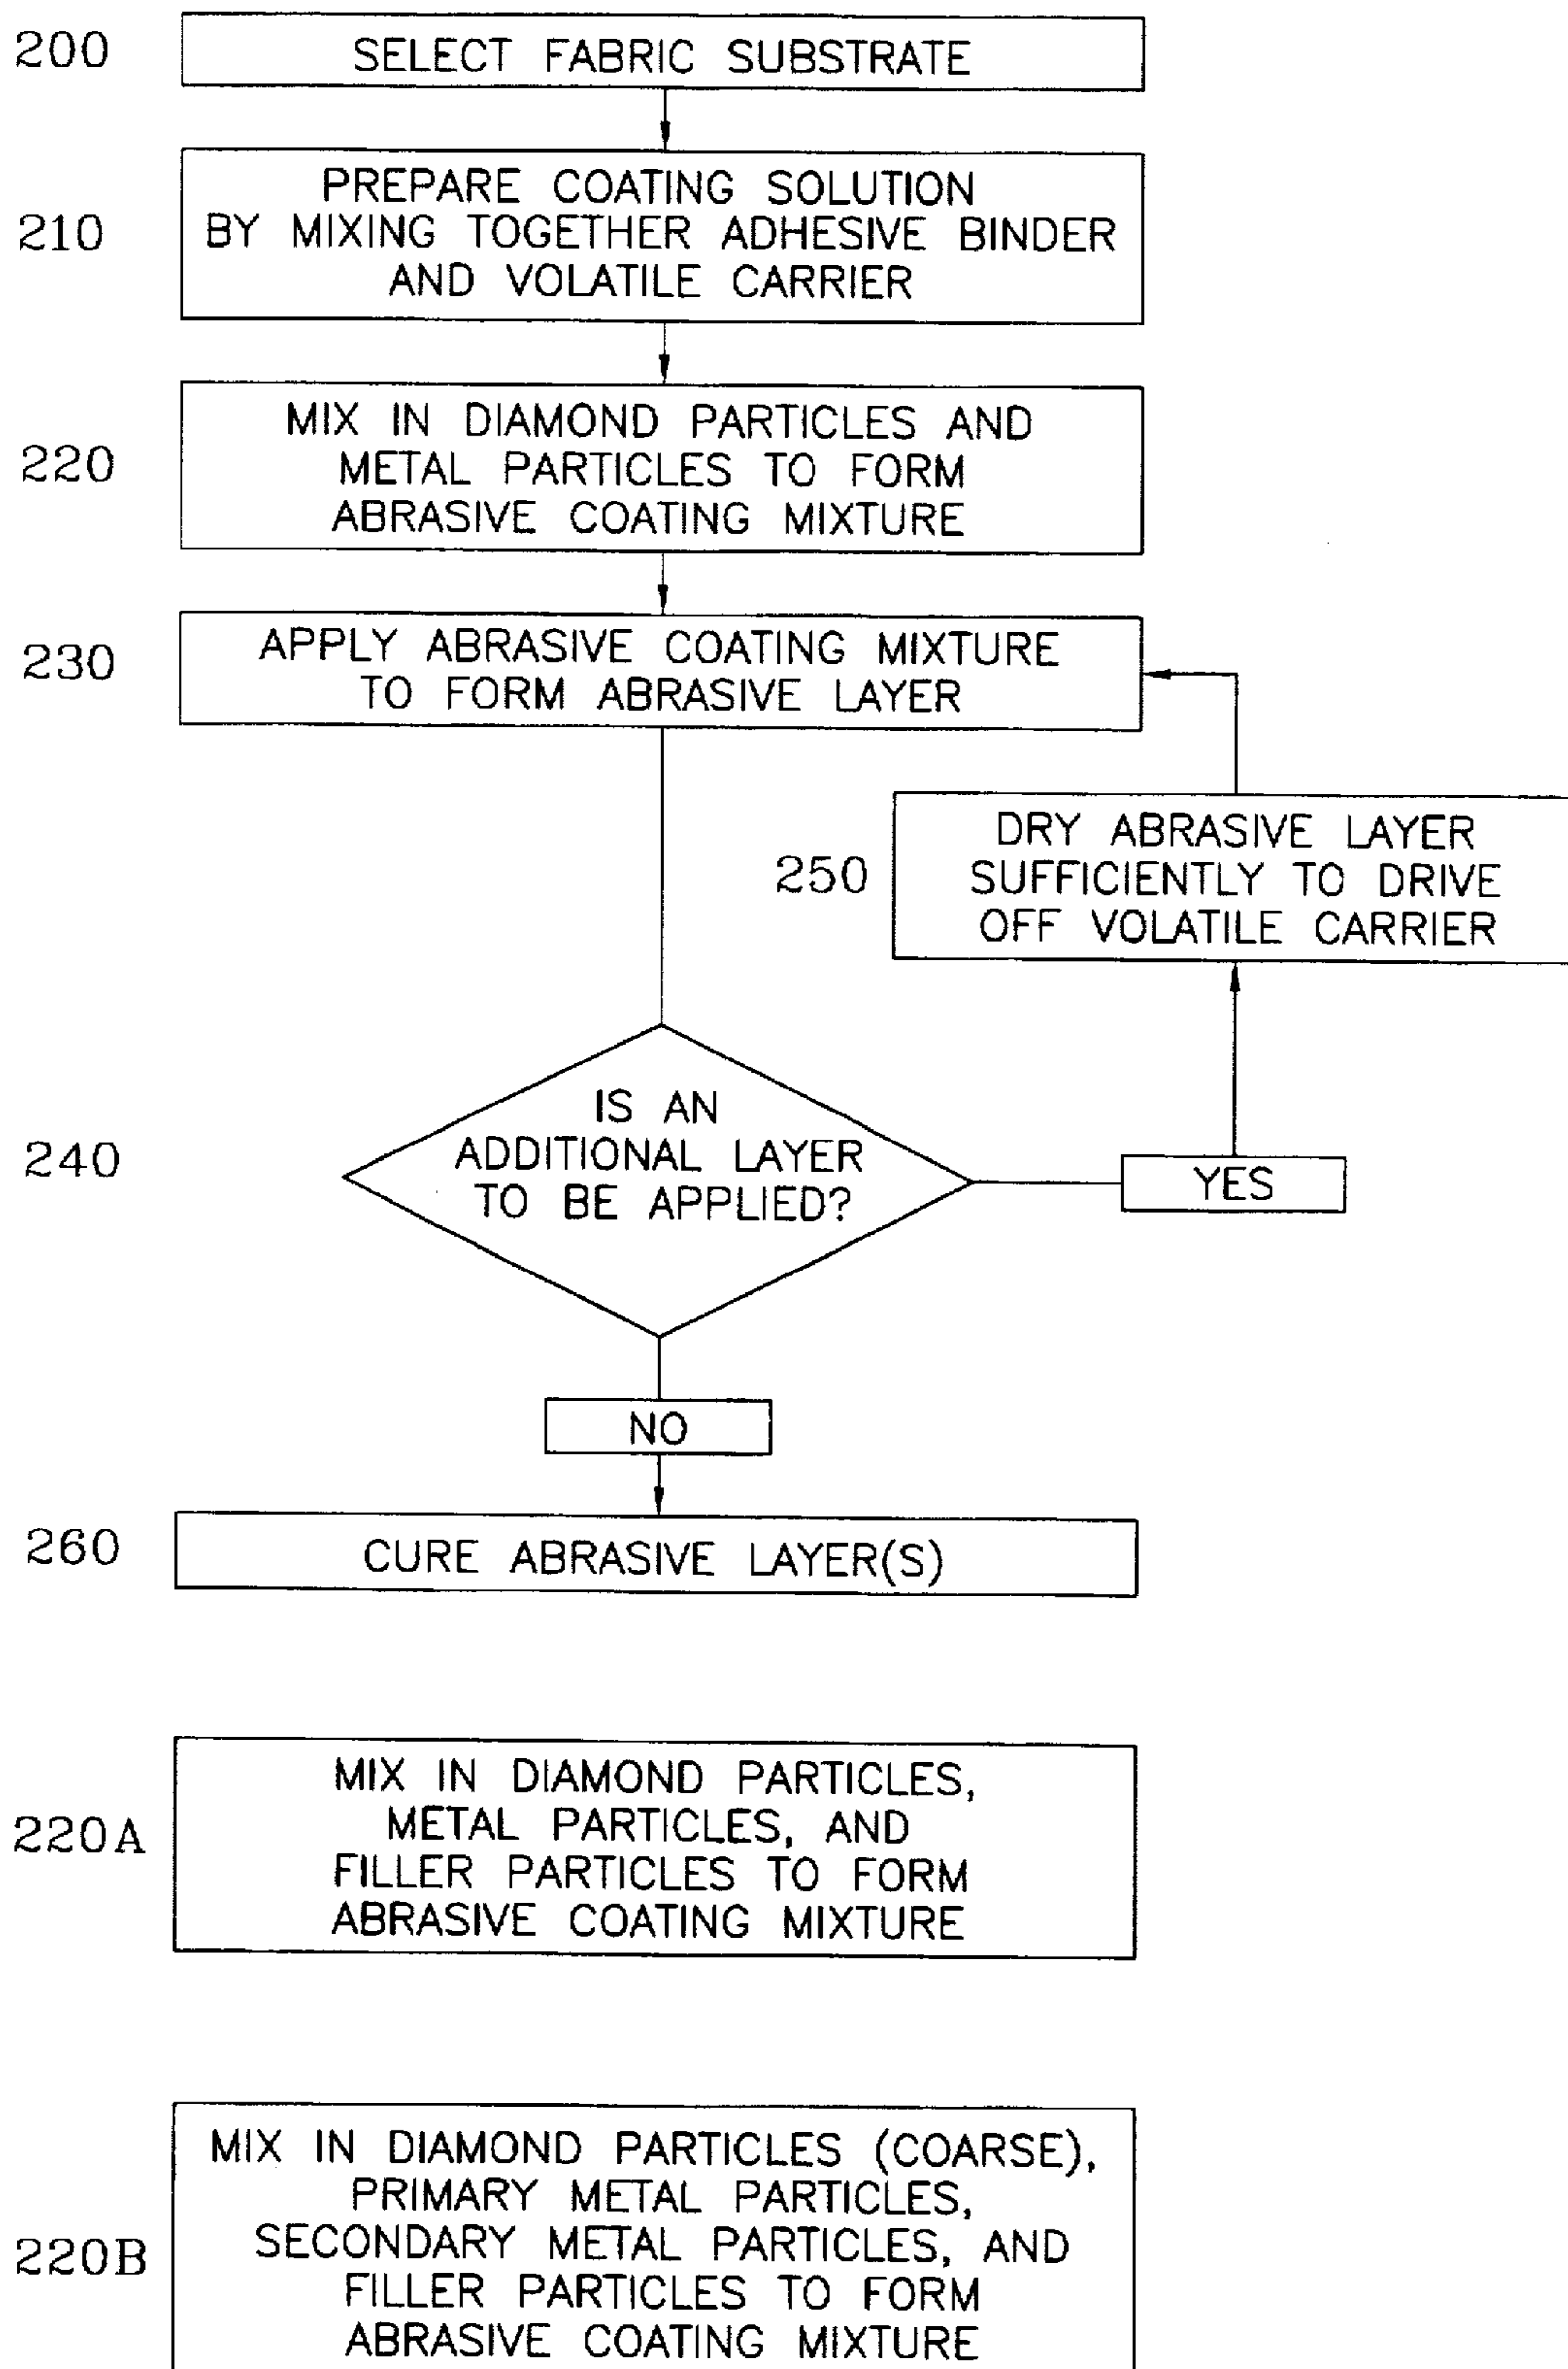 200
SELECT FABRIC SUBSTRATE
210
PREPARE COATING SOLUTION
BY MIXING TOGETHER ADHESIVE BINDER
AND VOLATILE CARRIER
220
MIX IN DIAMOND PARTICLES AND
METAL PARTICLES TO FORM
ABRASIVE COATING MIXTURE
230
APPLY ABRASIVE COATING MIXTURE
TO FORM ABRASIVE LAYER
250
DRY ABRASIVE LAYER
SUFFICIENTLY TO DRIVE
OFF VOLATILE CARRIER
240
IS AN
ADDITIONAL LAYER
TO BE APPLIED?
YES
NO
260
CURE ABRASIVE LAYER(S)
220A
MIX IN DIAMOND PARTICLES,
METAL PARTICLES, AND
FILLER PARTICLES TO FORM
ABRASIVE COATING MIXTURE
220B
MIX IN DIAMOND PARTICLES (COARSE),
PRIMARY METAL PARTICLES,
SECONDARY METAL PARTICLES, AND
FILLER PARTICLES TO FORM
ABRASIVE COATING MIXTURE